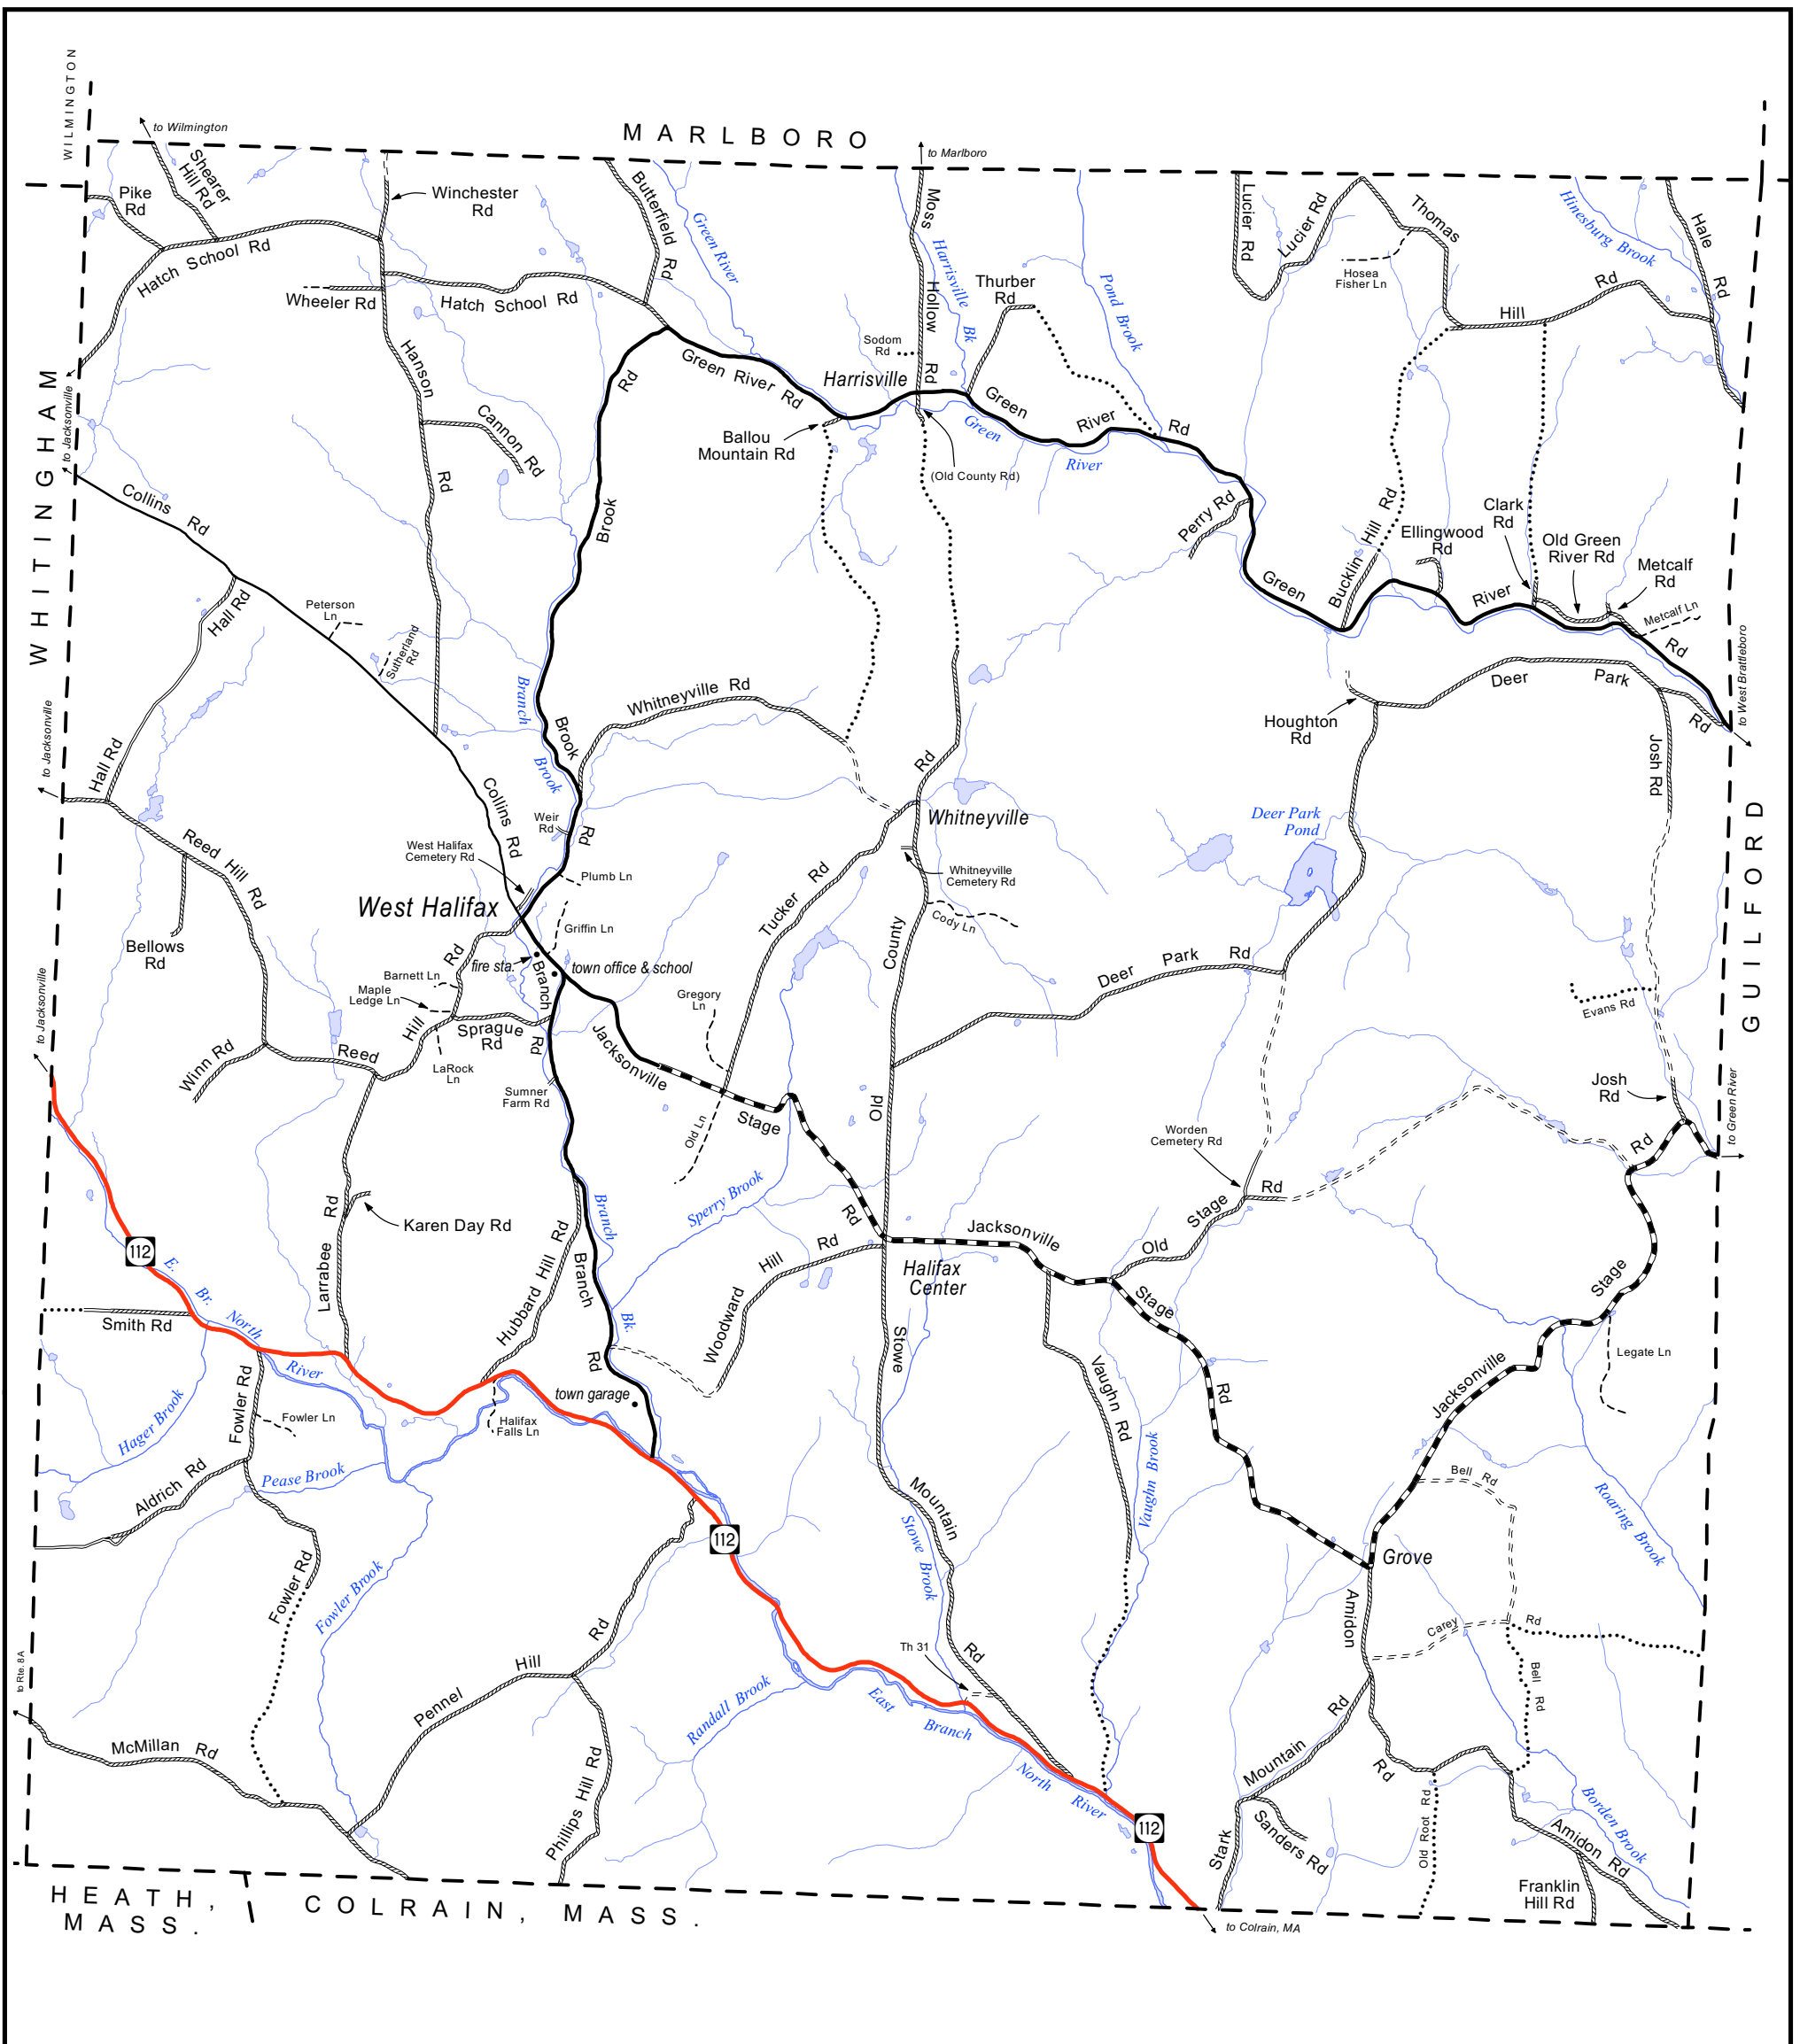 WILMINGTON
to Wilmington
MARLBORO
to Marlboro
Shearer
Hill Rd
Pike
Rd
Winchester
Rd
Butterfield Rd
Green River
Moss
Hollow
Rd
Harrisville Bk
Lucier Rd
Lucier Rd
Thomas
Hill
Rd
Hinesburg Brook
Hale
Rd
Hatch School Rd
Wheeler Rd
Hatch School Rd
Thurber
Rd
Pond Brook
Hosea
Fisher Ln
Sodom
Rd
Harrisville
Green River Rd
Green
River
Rd
Green
River
Hanson
Rd
Cannon Rd
Rd
Brook
Ballou
Mountain Rd
(Old County Rd)
WHITINGHAM
to Jacksonville
Collins Rd
Perry Rd
Bucklin Hill Rd
Clark
Rd
Ellingwood
Rd
Old Green
River Rd
Metcalf
Rd
Metcalf Ln
Green
River
Rd
to West Brattleboro
Hall Rd
Peterson
Ln
Sutherland
Rd
Branch
Brook
Brook
Rd
Whitneyville Rd
Rd
Deer Park
Rd
Houghton
Rd
Josh Rd
to Jacksonville
Hall Rd
Collins Rd
Weir
Rd
Whitneyville
Deer Park
Pond
GUILFORD
Reed Hill Rd
West Halifax
Cemetery Rd
Plumb Ln
Whitneyville
Cemetery Rd
Tucker Rd
West Halifax
Griffin Ln
Cody Ln
Bellows
Rd
Rd
fire sta.
town office & school
Branch
Barnett Ln
Maple
Ledge Ln
County
Deer Park Rd
Gregory
Ln
Evans Rd
to Jacksonville
Hill
Sprague
Rd
Rd
Reed
Winn Rd
LaRock
Ln
Jacksonville
Sumner
Farm Rd
Old
Stage
Old Ln
Josh
Rd
to Green River
Worden
Cemetery Rd
Rd
Sperry Brook
Branch
Rd
Stage
Rd
Karen Day Rd
Larrabee
Rd
Hubbard Hill Rd
Branch
112
E.
Br.
North
River
Woodward
Hill
Rd
Jacksonville
Old
Halifax
Center
Stage
Stage
Smith Rd
Bk.
Rd
Stowe
Legate Ln
Fowler Rd
Fowler Ln
Halifax
Falls Ln
town garage
Vaughn Rd
Rd
Jacksonville
Hager Brook
Aldrich Rd
Pease Brook
Mountain
Vaughn Brook
Bell Rd
Roaring Brook
112
Stowe Brook
Grove
Fowler Rd
Fowler Brook
Amidon
Carey
Rd
to Rte. 8A
Rd
Th 31
Rd
Hill
Pennel
Randall Brook
East
Branch
North
River
Bell Rd
McMillan Rd
Phillips Hill Rd
Rd
Mountain
Stark
Sanders Rd
Rd
Old Root Rd
Borden Brook
Amidon Rd
112
Franklin
Hill Rd
HEATH,
MASS.
COLRAIN, MASS.
to Colrain, MA
to Jacksonville